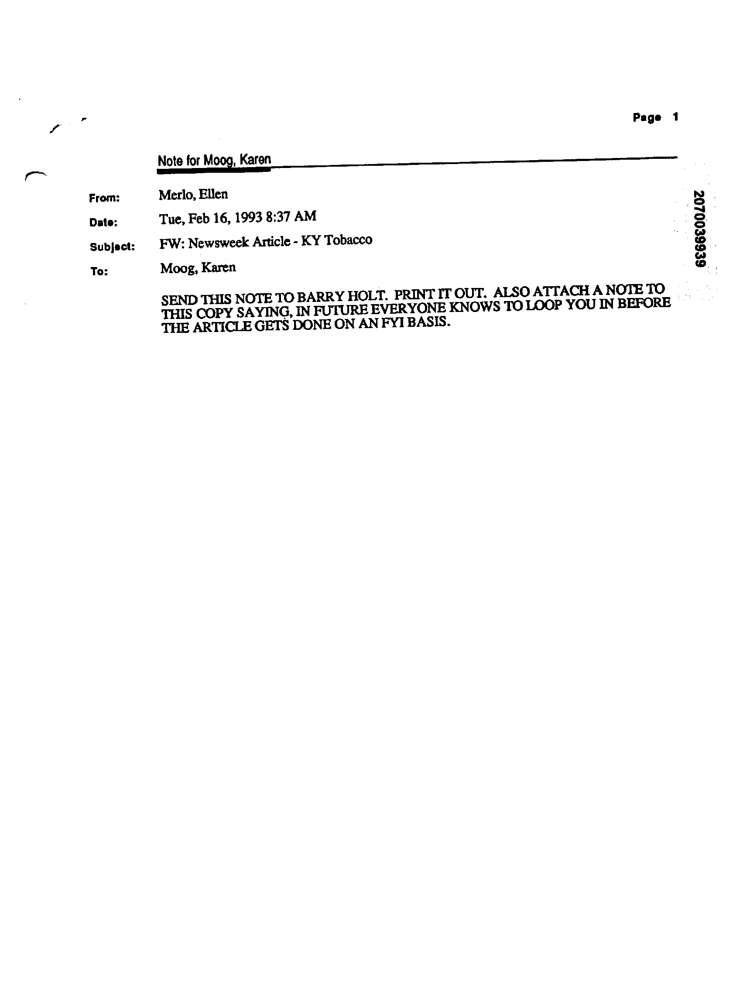 Page 1
Note for Moog, Karen
From: Merlo, Ellen
Date: Tue, Feb 16, 1993 8:37 AM
Subject: FW: Newsweek Article - KY Tobacco
To: Moog, Karen
SEND THIS NOTE TO BARRY HOLT. PRINT IT OUT. ALSO ATTACH A NOTE TO
THIS COPY SAYING, IN FUTURE EVERYONE KNOWS TO LOOP YOU IN BEFORE
THE ARTICLE GETS DONE ON AN FYI BASIS.
2070039939